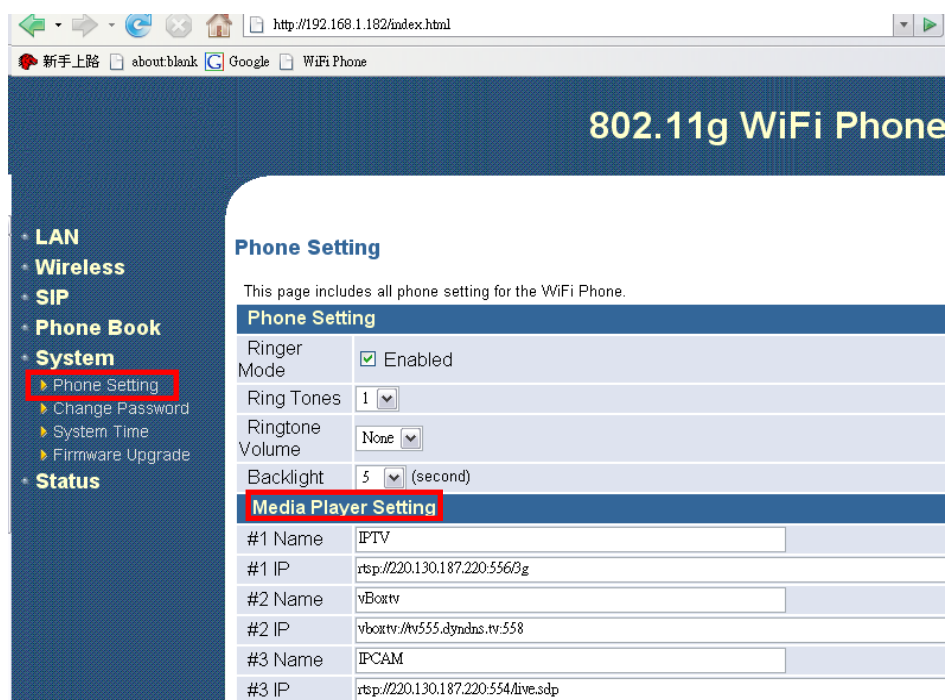 http://192.168.1.182/index.html
新手上路 about:blank G Google WiFi Phone
802.11g WiFi Phone
LAN
Wireless
SIP
Phone Book
System
Phone Setting
Change Password
System Time
Firmware Upgrade
Status
Phone Setting
This page includes all phone setting for the WiFi Phone.
Phone Setting
Ringer Mode Enabled
Ring Tones 1
Ringtone Volume None
Backlight 5 (second)
Media Player Setting
#1 Name IPTV
#1 IP rtsp://220.130.187.220:556/3g
#2 Name vBoxtv
#2 IP vboxtv://tv555.dyndns.tv:558
#3 Name IPCAM
#3 IP rtsp://220.130.187.220:554/live.sdp